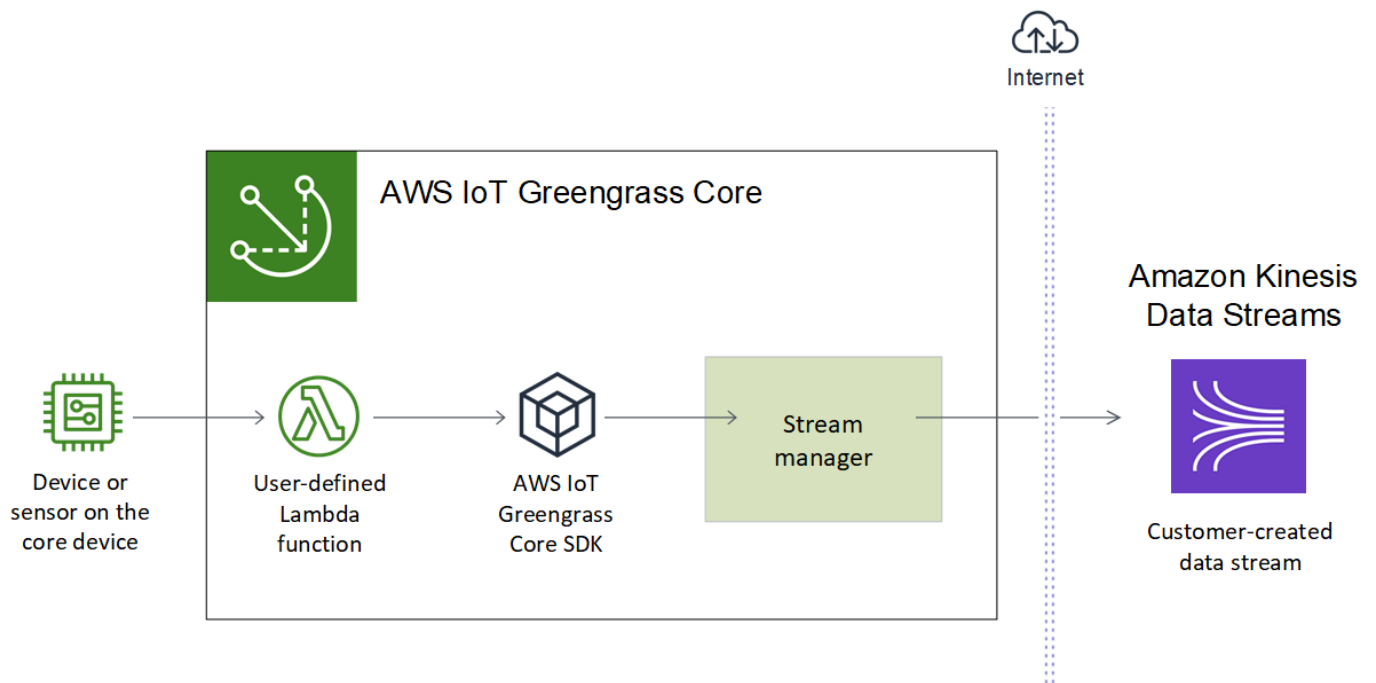 Internet
AWS IoT Greengrass Core
Amazon Kinesis
Data Streams
Stream
manager
Device or
sensor on the
core device
User-defined
Lambda
function
AWS IoT
Greengrass
Core SDK
Customer-created
data stream